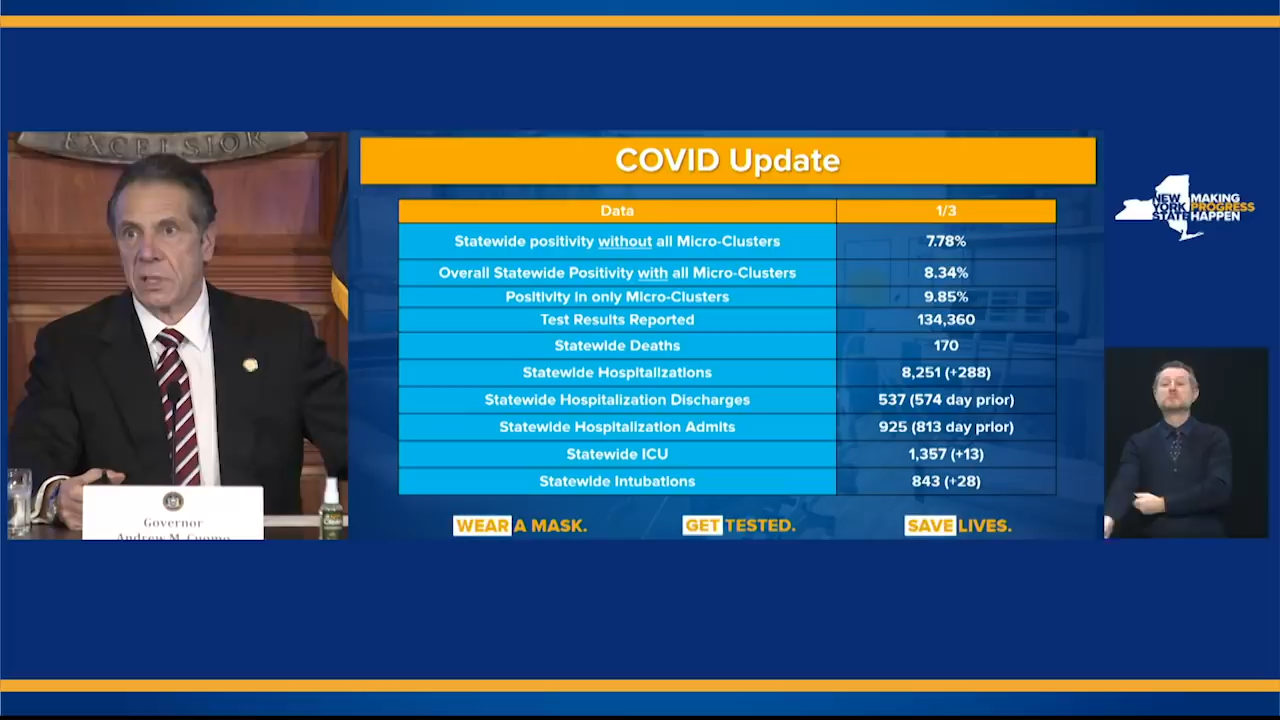 EXCELSIOR
Governor
Andrew M. Cuomo
COVID Update
Data 1/3
Statewide positivity without all Micro-Clusters 7.78%
Overall Statewide Positivity with all Micro-Clusters 8.34%
Positivity in only Micro-Clusters 9.85%
Test Results Reported 134,360
Statewide Deaths 170
Statewide Hospitalizations 8,251 (+288)
Statewide Hospitalization Discharges 537 (574 day prior)
Statewide Hospitalization Admits 925 (813 day prior)
Statewide ICU 1,357 (+13)
Statewide Intubations 843 (+28)
WEAR A MASK. GET TESTED. SAVE LIVES.
NEW
YORK
STATE
MAKING
PROGRESS
HAPPEN